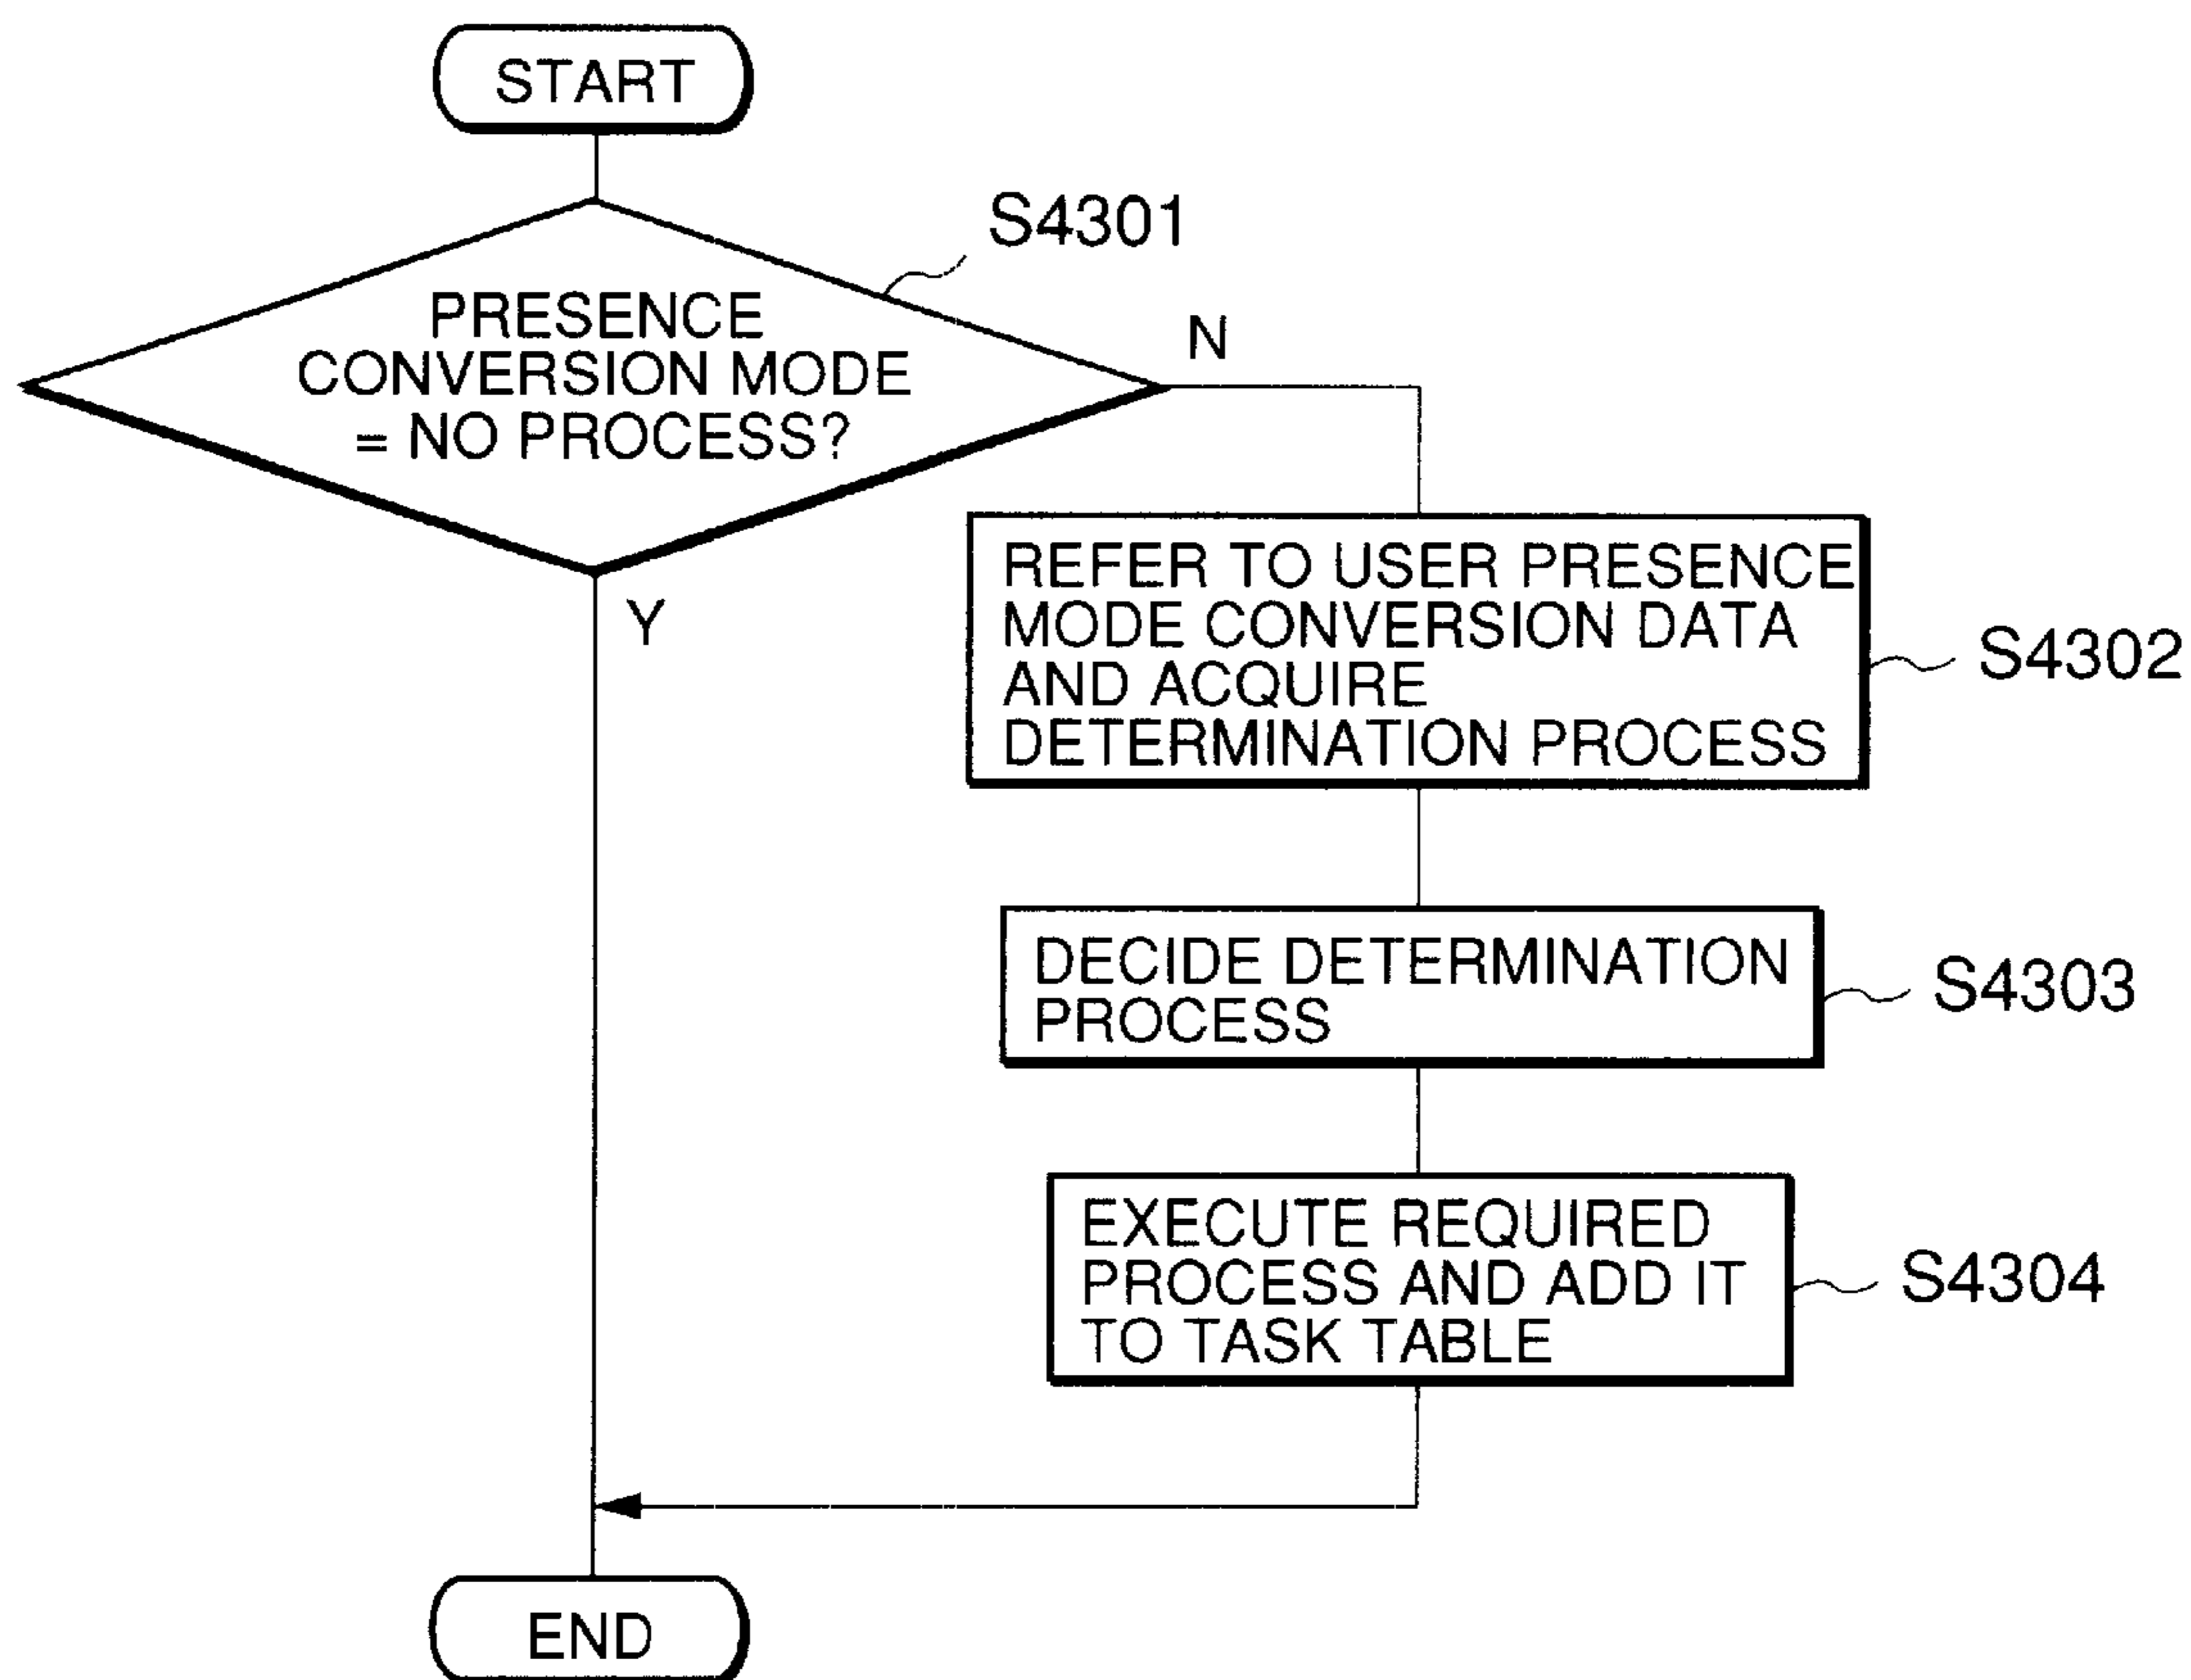 START
S4301
PRESENCE
CONVERSION MODE
= NO PROCESS?
N
Y
REFER TO USER PRESENCE
MODE CONVERSION DATA
AND ACQUIRE
DETERMINATION PROCESS
S4302
DECIDE DETERMINATION
PROCESS
S4303
EXECUTE REQUIRED
PROCESS AND ADD IT
TO TASK TABLE
S4304
END